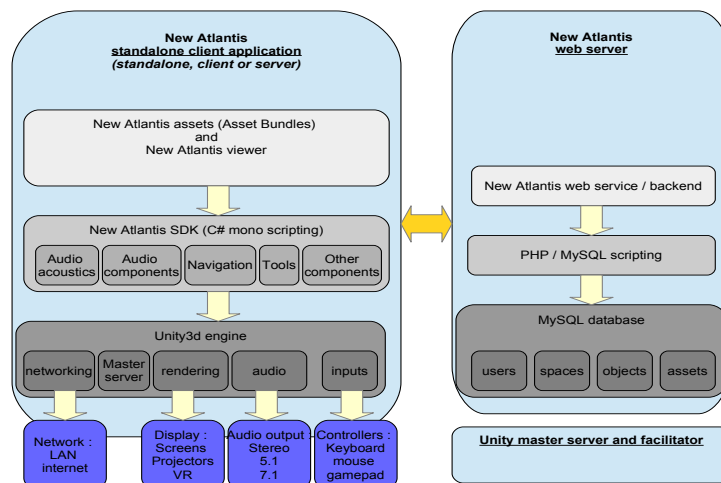 New Atlantis
standalone client application
(standalone, client or server)
New Atlantis assets (Asset Bundles)
and
New Atlantis viewer
New Atlantis SDK (C# mono scripting)
Audio
acoustics
Audio
components
Navigation
Tools
Other
components
Unity3d engine
networking
Master
server
rendering
audio
inputs
Network :
LAN
internet
Display :
Screens
Projectors
VR
Audio output :
Stereo
5.1
7.1
Controllers :
Keyboard
mouse
gamepad
New Atlantis
web server
New Atlantis web service / backend
PHP / MySQL scripting
MySQL database
users
spaces
objects
assets
Unity master server and facilitator